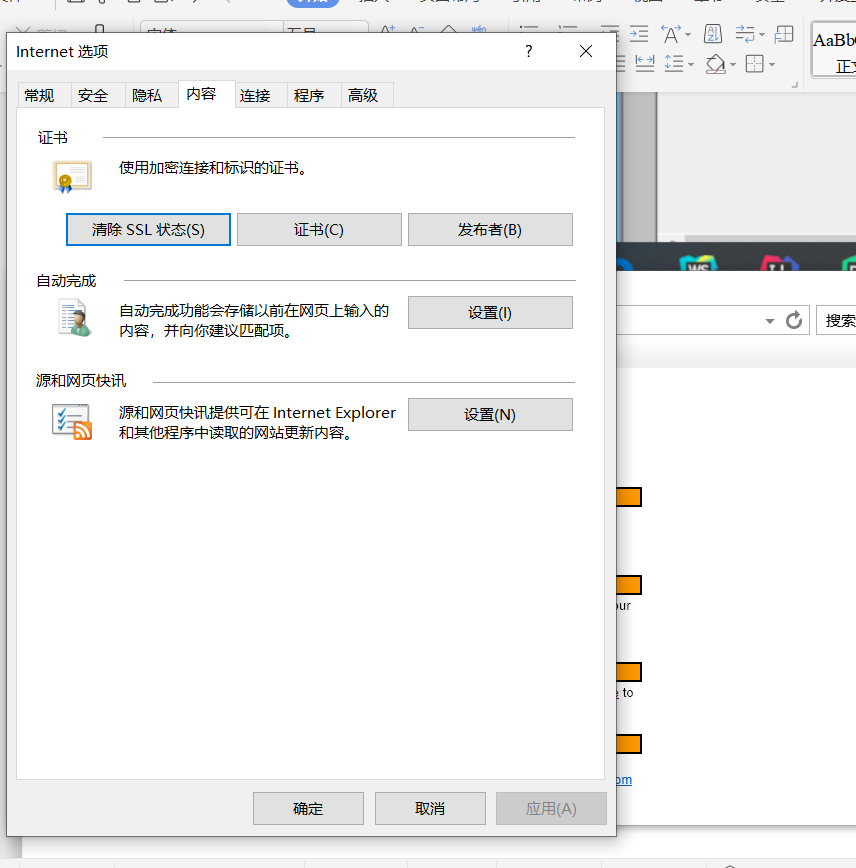 Internet 选项
?
常规 安全 隐私 内容 连接 程序 高级
证书
使用加密连接和标识的证书。
清除 SSL 状态(S) 证书(C) 发布者(B)
自动完成
自动完成功能会存储以前在网页上输入的
内容，并向你建议匹配项。
设置(I)
源和网页快讯
源和网页快讯提供可在 Internet Explorer
和其他程序中读取的网站更新内容。
设置(N)
确定 取消 应用(A)
AaBb
正文
WS
搜索
our
to
om